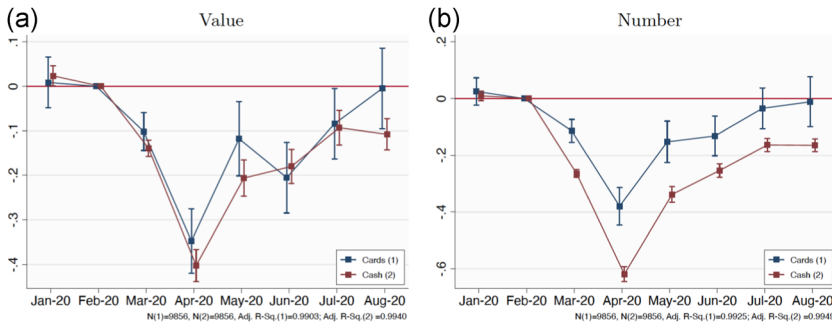 (a)
Value
.1
0
-.1
-.2
-.3
-.4
Jan-20 Feb-20 Mar-20 Apr-20 May-20 Jun-20 Jul-20 Aug-20
Cards (1)
Cash (2)
N(1)=9856, N(2)=9856, Adj. R-Sq.(1)=0.9903; Adj. R-Sq.(2) =0.9940
(b)
Number
.2
0
-.2
-.4
-.6
Jan-20 Feb-20 Mar-20 Apr-20 May-20 Jun-20 Jul-20 Aug-20
Cards (1)
Cash (2)
N(1)=9856, N(2)=9856, Adj. R-Sq.(1)=0.9925; Adj. R-Sq.(2) =0.9949